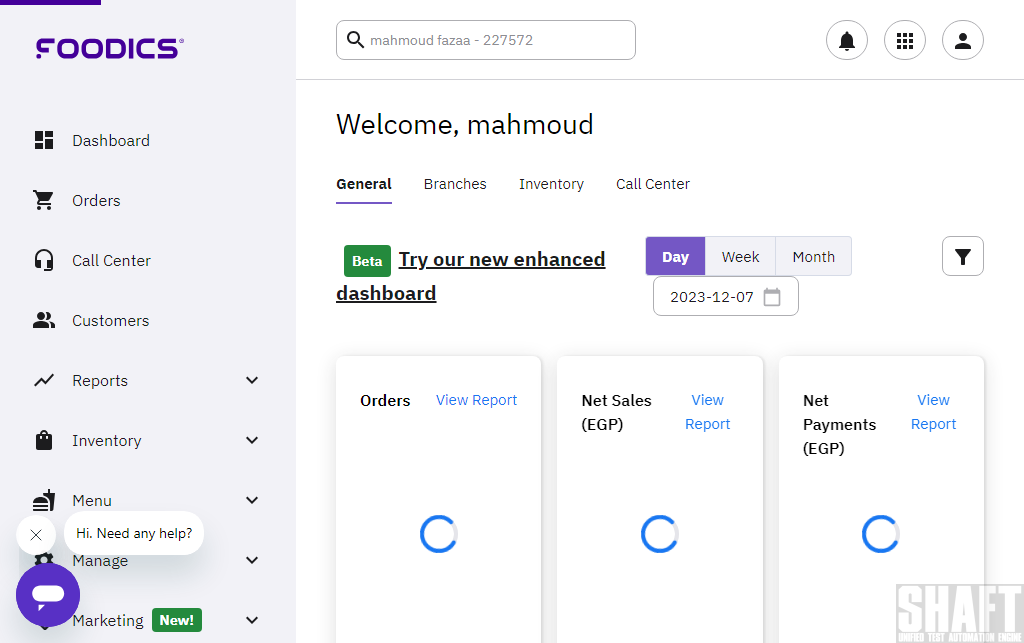 FOODICS
mahmoud fazaa - 227572
Dashboard
Orders
Call Center
Customers
Reports
Inventory
Menu
Hi. Need any help?
Manage
Marketing New!
Welcome, mahmoud
General Branches Inventory Call Center
Beta Try our new enhanced
dashboard
Day Week Month
2023-12-07
Orders View Report
Net Sales
(EGP)
View
Report
Net
Payments
(EGP)
View
Report
SHAFT
UNIFIED TEST AUTOMATION ENGINE